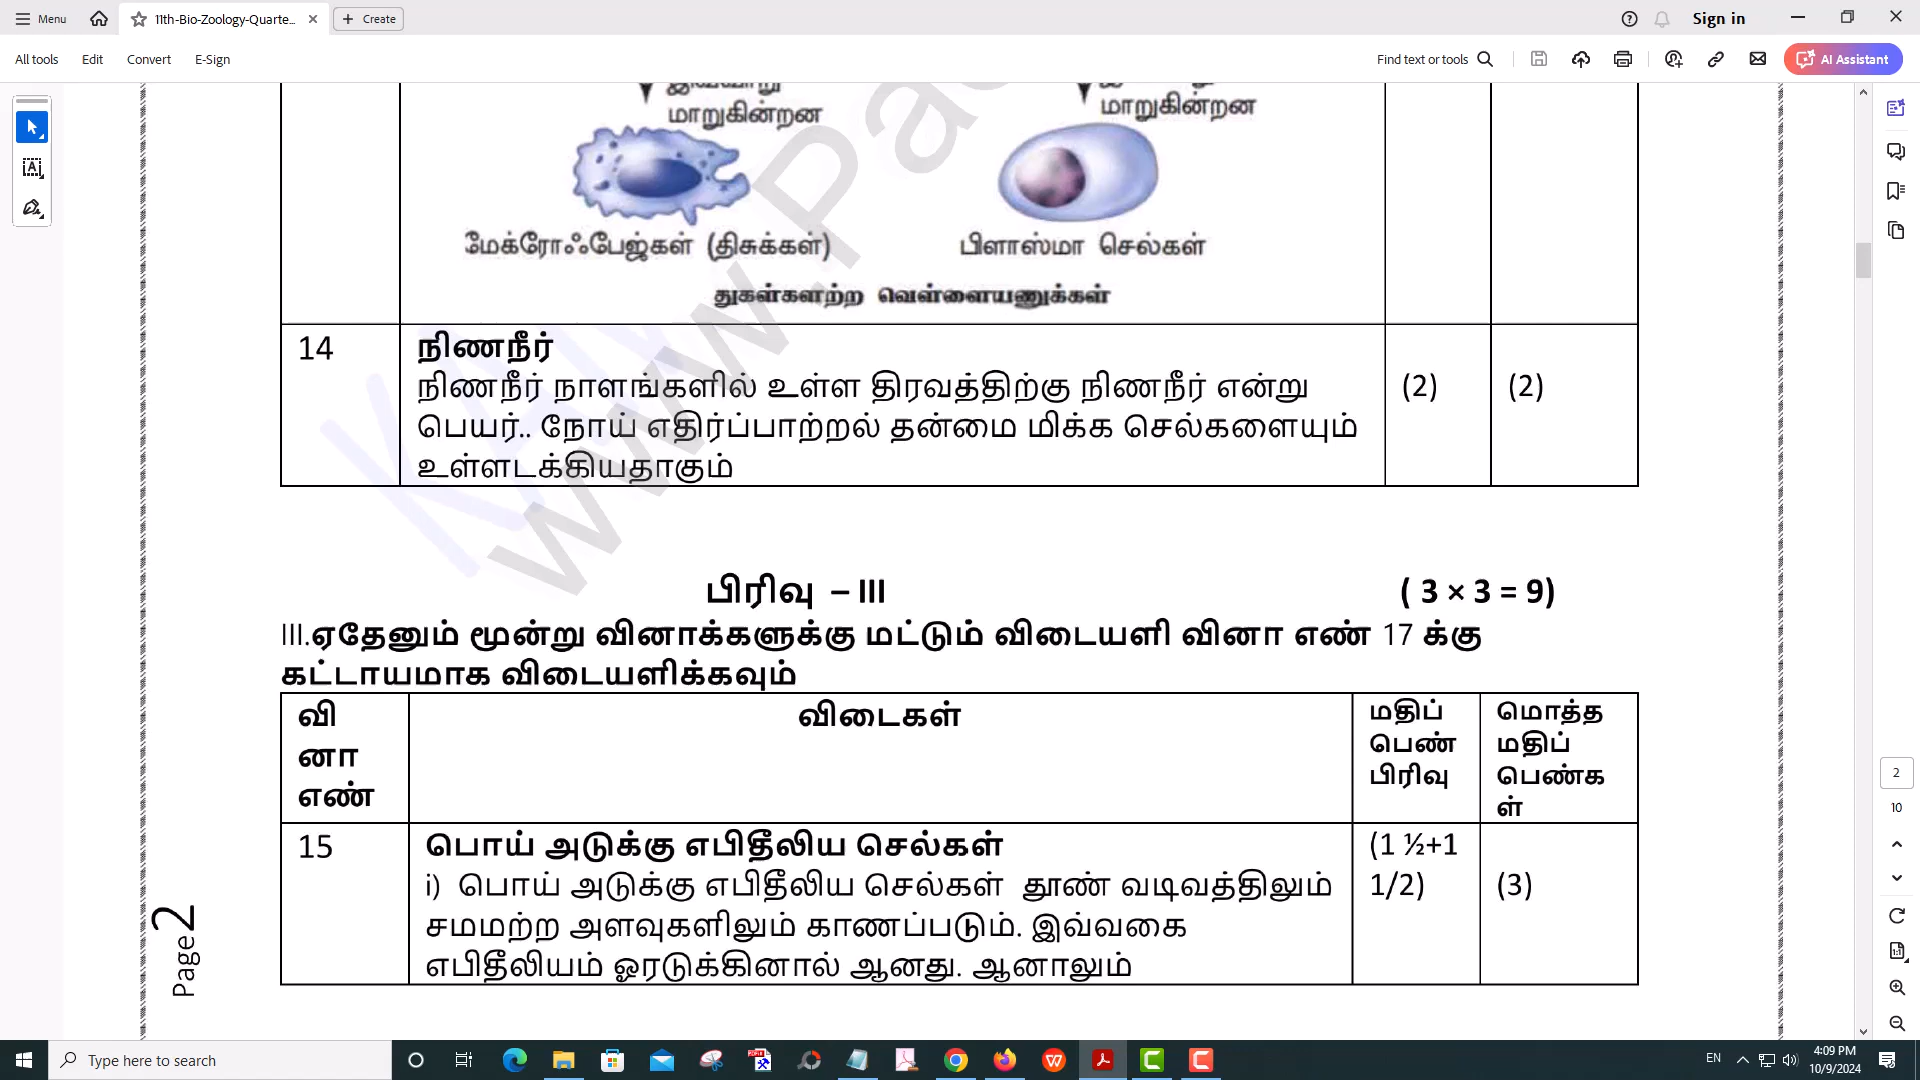 Menu
11th-Bio-Zoology-Quarte...
Create
Sign in
All tools
Edit
Convert
E-Sign
Find text or tools
AI Assistant
மாறுகின்றன
மாறுகின்றன
மேக்ரோஃபேஜ்கள் (திசுக்கள்)
பிளாஸ்மா செல்கள்
துகள்களற்ற வெள்ளையணுக்கள்
14
நிணநீர்
நிணநீர் நாளங்களில் உள்ள திரவத்திற்கு நிணநீர் என்று
பெயர்.. நோய் எதிர்ப்பாற்றல் தன்மை மிக்க செல்களையும்
உள்ளடக்கியதாகும்
(2)
(2)
www.Pa
பிரிவு – III
( 3 × 3 = 9)
III.ஏதேனும் மூன்று வினாக்களுக்கு மட்டும் விடையளி வினா எண் 17 க்கு
கட்டாயமாக விடையளிக்கவும்
வி
னா
எண்
விடைகள்
மதிப்
பெண்
பிரிவு
மொத்த
மதிப்
பெண்க
ள்
15
பொய் அடுக்கு எபிதீலிய செல்கள்
i) பொய் அடுக்கு எபிதீலிய செல்கள் தூண் வடிவத்திலும்
சமமற்ற அளவுகளிலும் காணப்படும். இவ்வகை
எபிதீலியம் ஓரடுக்கினால் ஆனது. ஆனாலும்
(1 ½+1
1/2)
(3)
Page2
2
10
Type here to search
EN
4:09 PM
10/9/2024